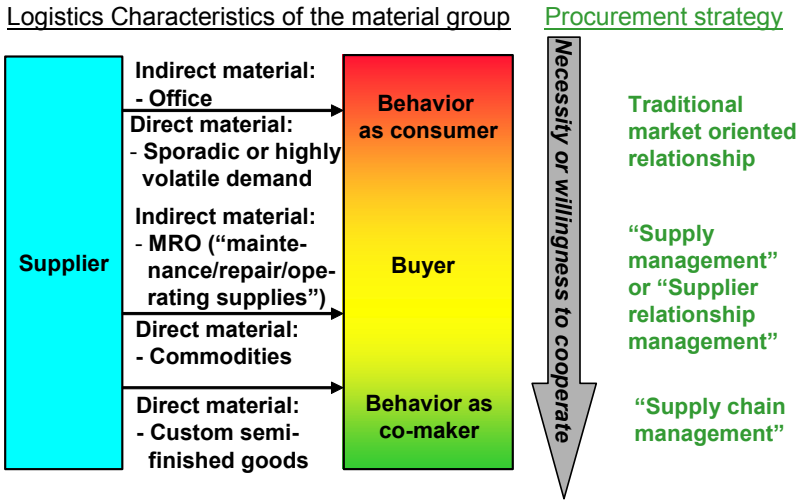 Logistics Characteristics of the material group
Procurement strategy
Supplier
Indirect material:
- Office
Direct material:
- Sporadic or highly
volatile demand
Indirect material:
- MRO (“mainte-
nance/repair/ope-
rating supplies”)
Direct material:
- Commodities
Direct material:
- Custom semi-
finished goods
Behavior
as consumer
Buyer
Behavior as
co-maker
Necessity or willingness to cooperate
Traditional
market oriented
relationship
“Supply
management”
or “Supplier
relationship
management”
“Supply chain
management”